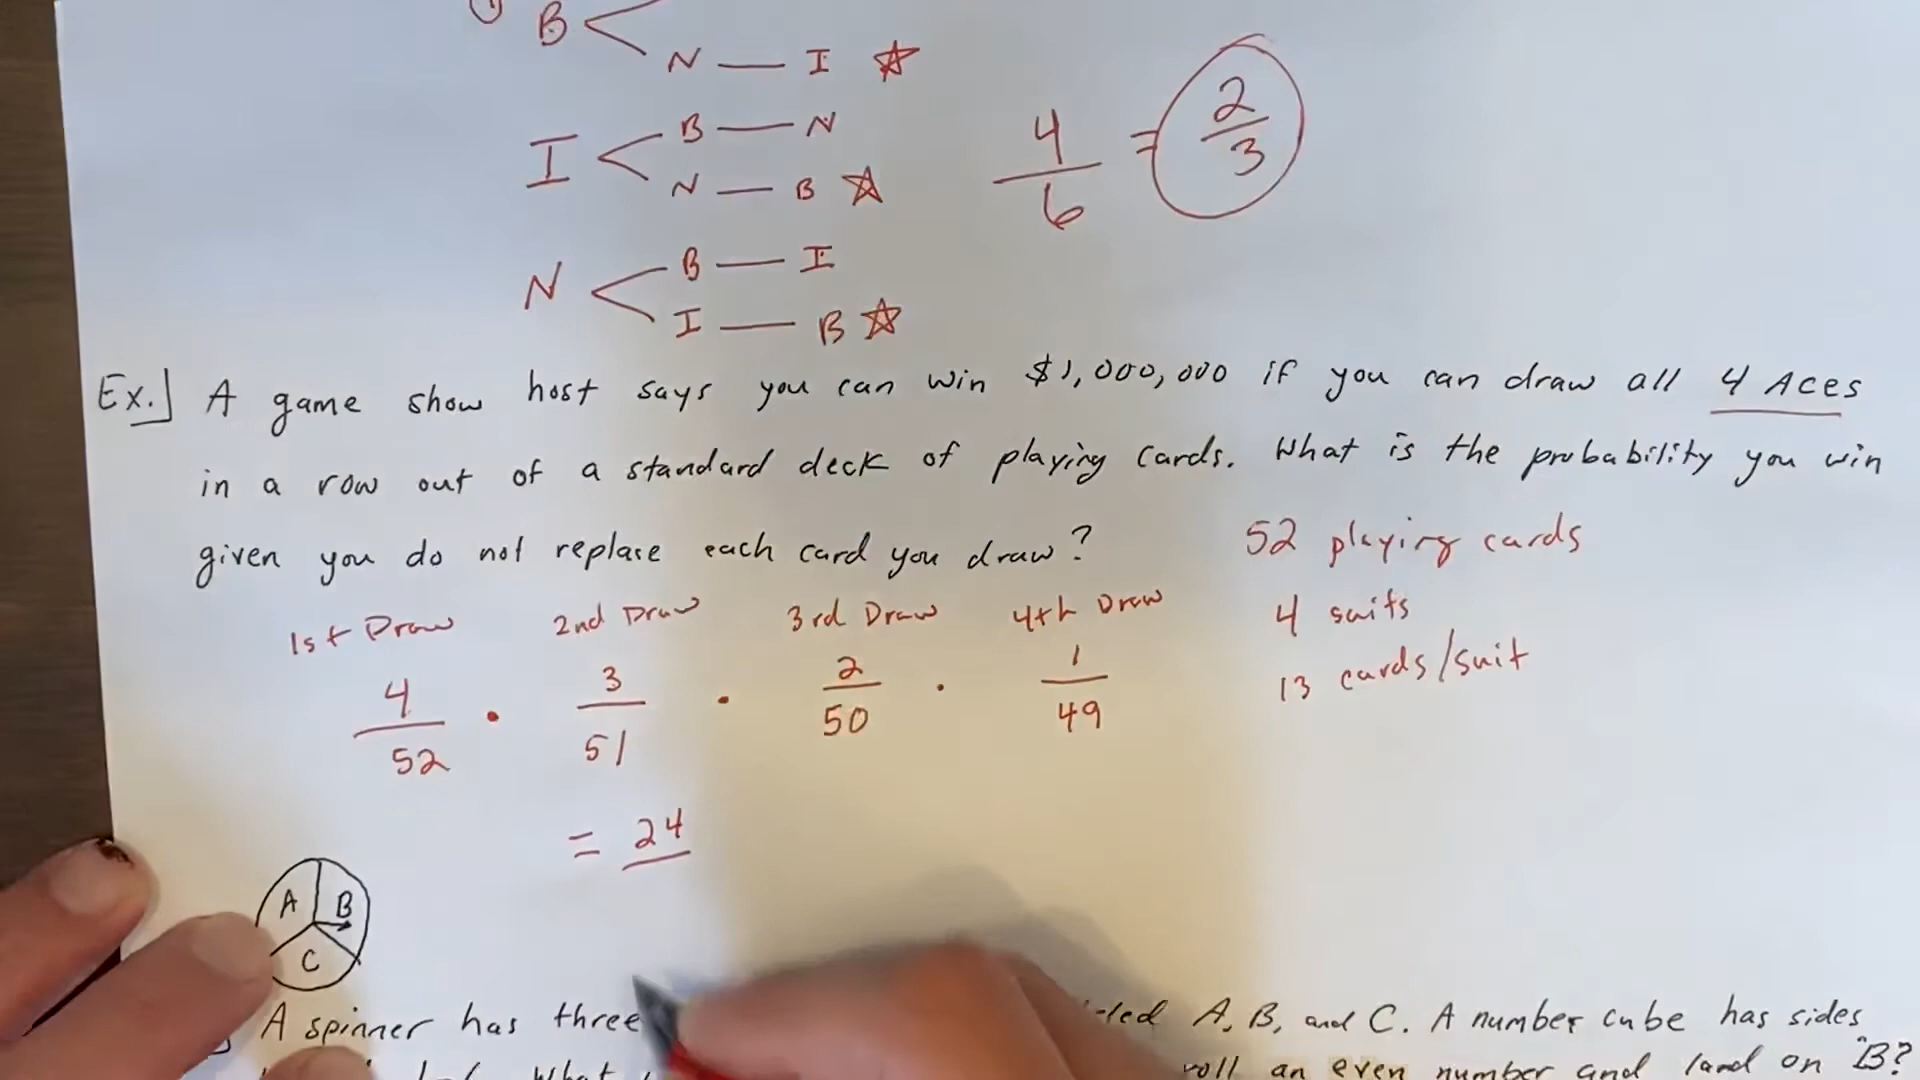 B
N — I
B — N
I
N — B
4/6 = 2/3
B — I
N
I — B
Ex.] A game show host says you can win $1,000,000 if you can draw all 4 Aces
in a row out of a standard deck of playing cards. What is the probability you win
given you do not replace each card you draw?
52 playing cards
4 suits
13 cards/suit
1st Draw 2nd Draw 3rd Draw 4th Draw
4/52 · 3/51 · 2/50 · 1/49
= 24
A B
C
A spinner has three A, B, and C. A number cube has sides
What roll an even number and land on B?